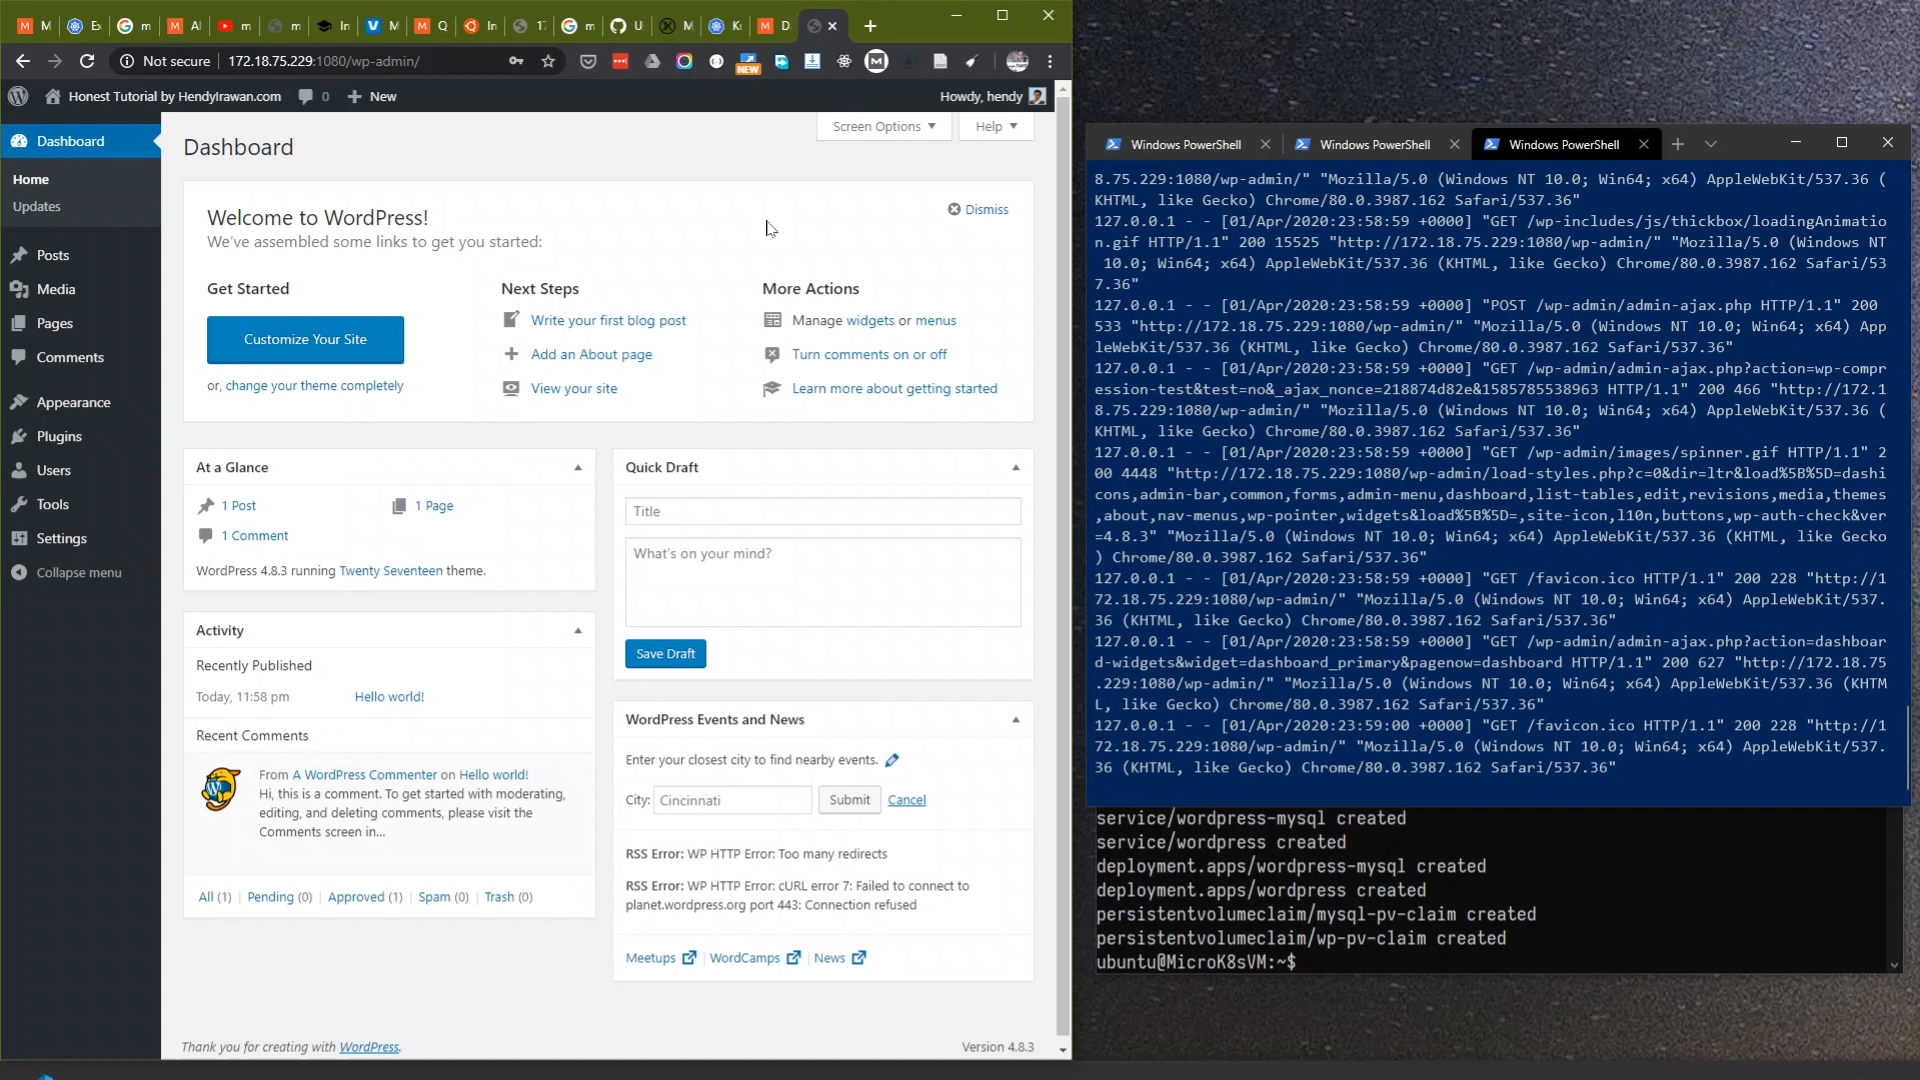 M
Ex
m
Al
m
m
In
M
Q
In
17
m
U
M
Ku
D
Not secure
172.18.75.229:1080/wp-admin/
NEW
Honest Tutorial by HendyIrawan.com
0
New
Howdy, hendy
Dashboard
Home
Updates
Posts
Media
Pages
Comments
Appearance
Plugins
Users
Tools
Settings
Collapse menu
Screen Options
Help
Dashboard
Welcome to WordPress!
We've assembled some links to get you started:
Dismiss
Get Started
Customize Your Site
or, change your theme completely
Next Steps
Write your first blog post
Add an About page
View your site
More Actions
Manage widgets or menus
Turn comments on or off
Learn more about getting started
At a Glance
1 Post
1 Page
1 Comment
WordPress 4.8.3 running Twenty Seventeen theme.
Activity
Recently Published
Today, 11:58 pm
Hello world!
Recent Comments
From A WordPress Commenter on Hello world!
Hi, this is a comment. To get started with moderating,
editing, and deleting comments, please visit the
Comments screen in...
All (1) | Pending (0) | Approved (1) | Spam (0) | Trash (0)
Quick Draft
Title
What's on your mind?
Save Draft
WordPress Events and News
Enter your closest city to find nearby events.
City:
Cincinnati
Submit
Cancel
RSS Error: WP HTTP Error: Too many redirects
RSS Error: WP HTTP Error: cURL error 7: Failed to connect to
planet.wordpress.org port 443: Connection refused
Meetups | WordCamps | News
Thank you for creating with WordPress.
Version 4.8.3
Windows PowerShell
Windows PowerShell
Windows PowerShell
8.75.229:1080/wp-admin/" "Mozilla/5.0 (Windows NT 10.0; Win64; x64) AppleWebKit/537.36 (
KHTML, like Gecko) Chrome/80.0.3987.162 Safari/537.36"
127.0.0.1 - - [01/Apr/2020:23:58:59 +0000] "GET /wp-includes/js/thickbox/loadingAnimatio
n.gif HTTP/1.1" 200 15525 "http://172.18.75.229:1080/wp-admin/" "Mozilla/5.0 (Windows NT
10.0; Win64; x64) AppleWebKit/537.36 (KHTML, like Gecko) Chrome/80.0.3987.162 Safari/53
7.36"
127.0.0.1 - - [01/Apr/2020:23:58:59 +0000] "POST /wp-admin/admin-ajax.php HTTP/1.1" 200
533 "http://172.18.75.229:1080/wp-admin/" "Mozilla/5.0 (Windows NT 10.0; Win64; x64) App
leWebKit/537.36 (KHTML, like Gecko) Chrome/80.0.3987.162 Safari/537.36"
127.0.0.1 - - [01/Apr/2020:23:58:59 +0000] "GET /wp-admin/admin-ajax.php?action=wp-compr
ession-test&test=no&_ajax_nonce=218874d82e&1585785538963 HTTP/1.1" 200 466 "http://172.1
8.75.229:1080/wp-admin/" "Mozilla/5.0 (Windows NT 10.0; Win64; x64) AppleWebKit/537.36 (
KHTML, like Gecko) Chrome/80.0.3987.162 Safari/537.36"
127.0.0.1 - - [01/Apr/2020:23:58:59 +0000] "GET /wp-admin/images/spinner.gif HTTP/1.1" 2
00 4448 "http://172.18.75.229:1080/wp-admin/load-styles.php?c=0&dir=ltr&load%5B%5D=dashi
cons,admin-bar,common,forms,admin-menu,dashboard,list-tables,edit,revisions,media,themes
,about,nav-menus,wp-pointer,widgets&load%5B%5D=,site-icon,l10n,buttons,wp-auth-check&ver
=4.8.3" "Mozilla/5.0 (Windows NT 10.0; Win64; x64) AppleWebKit/537.36 (KHTML, like Gecko
) Chrome/80.0.3987.162 Safari/537.36"
127.0.0.1 - - [01/Apr/2020:23:58:59 +0000] "GET /favicon.ico HTTP/1.1" 200 228 "http://1
72.18.75.229:1080/wp-admin/" "Mozilla/5.0 (Windows NT 10.0; Win64; x64) AppleWebKit/537.
36 (KHTML, like Gecko) Chrome/80.0.3987.162 Safari/537.36"
127.0.0.1 - - [01/Apr/2020:23:58:59 +0000] "GET /wp-admin/admin-ajax.php?action=dashboar
d-widgets&widget=dashboard_primary&pagenow=dashboard HTTP/1.1" 200 627 "http://172.18.75
.229:1080/wp-admin/" "Mozilla/5.0 (Windows NT 10.0; Win64; x64) AppleWebKit/537.36 (KHTM
L, like Gecko) Chrome/80.0.3987.162 Safari/537.36"
127.0.0.1 - - [01/Apr/2020:23:59:00 +0000] "GET /favicon.ico HTTP/1.1" 200 228 "http://1
72.18.75.229:1080/wp-admin/" "Mozilla/5.0 (Windows NT 10.0; Win64; x64) AppleWebKit/537.
36 (KHTML, like Gecko) Chrome/80.0.3987.162 Safari/537.36"
service/wordpress-mysql created
service/wordpress created
deployment.apps/wordpress-mysql created
deployment.apps/wordpress created
persistentvolumeclaim/mysql-pv-claim created
persistentvolumeclaim/wp-pv-claim created
ubuntu@MicroK8sVM:~$